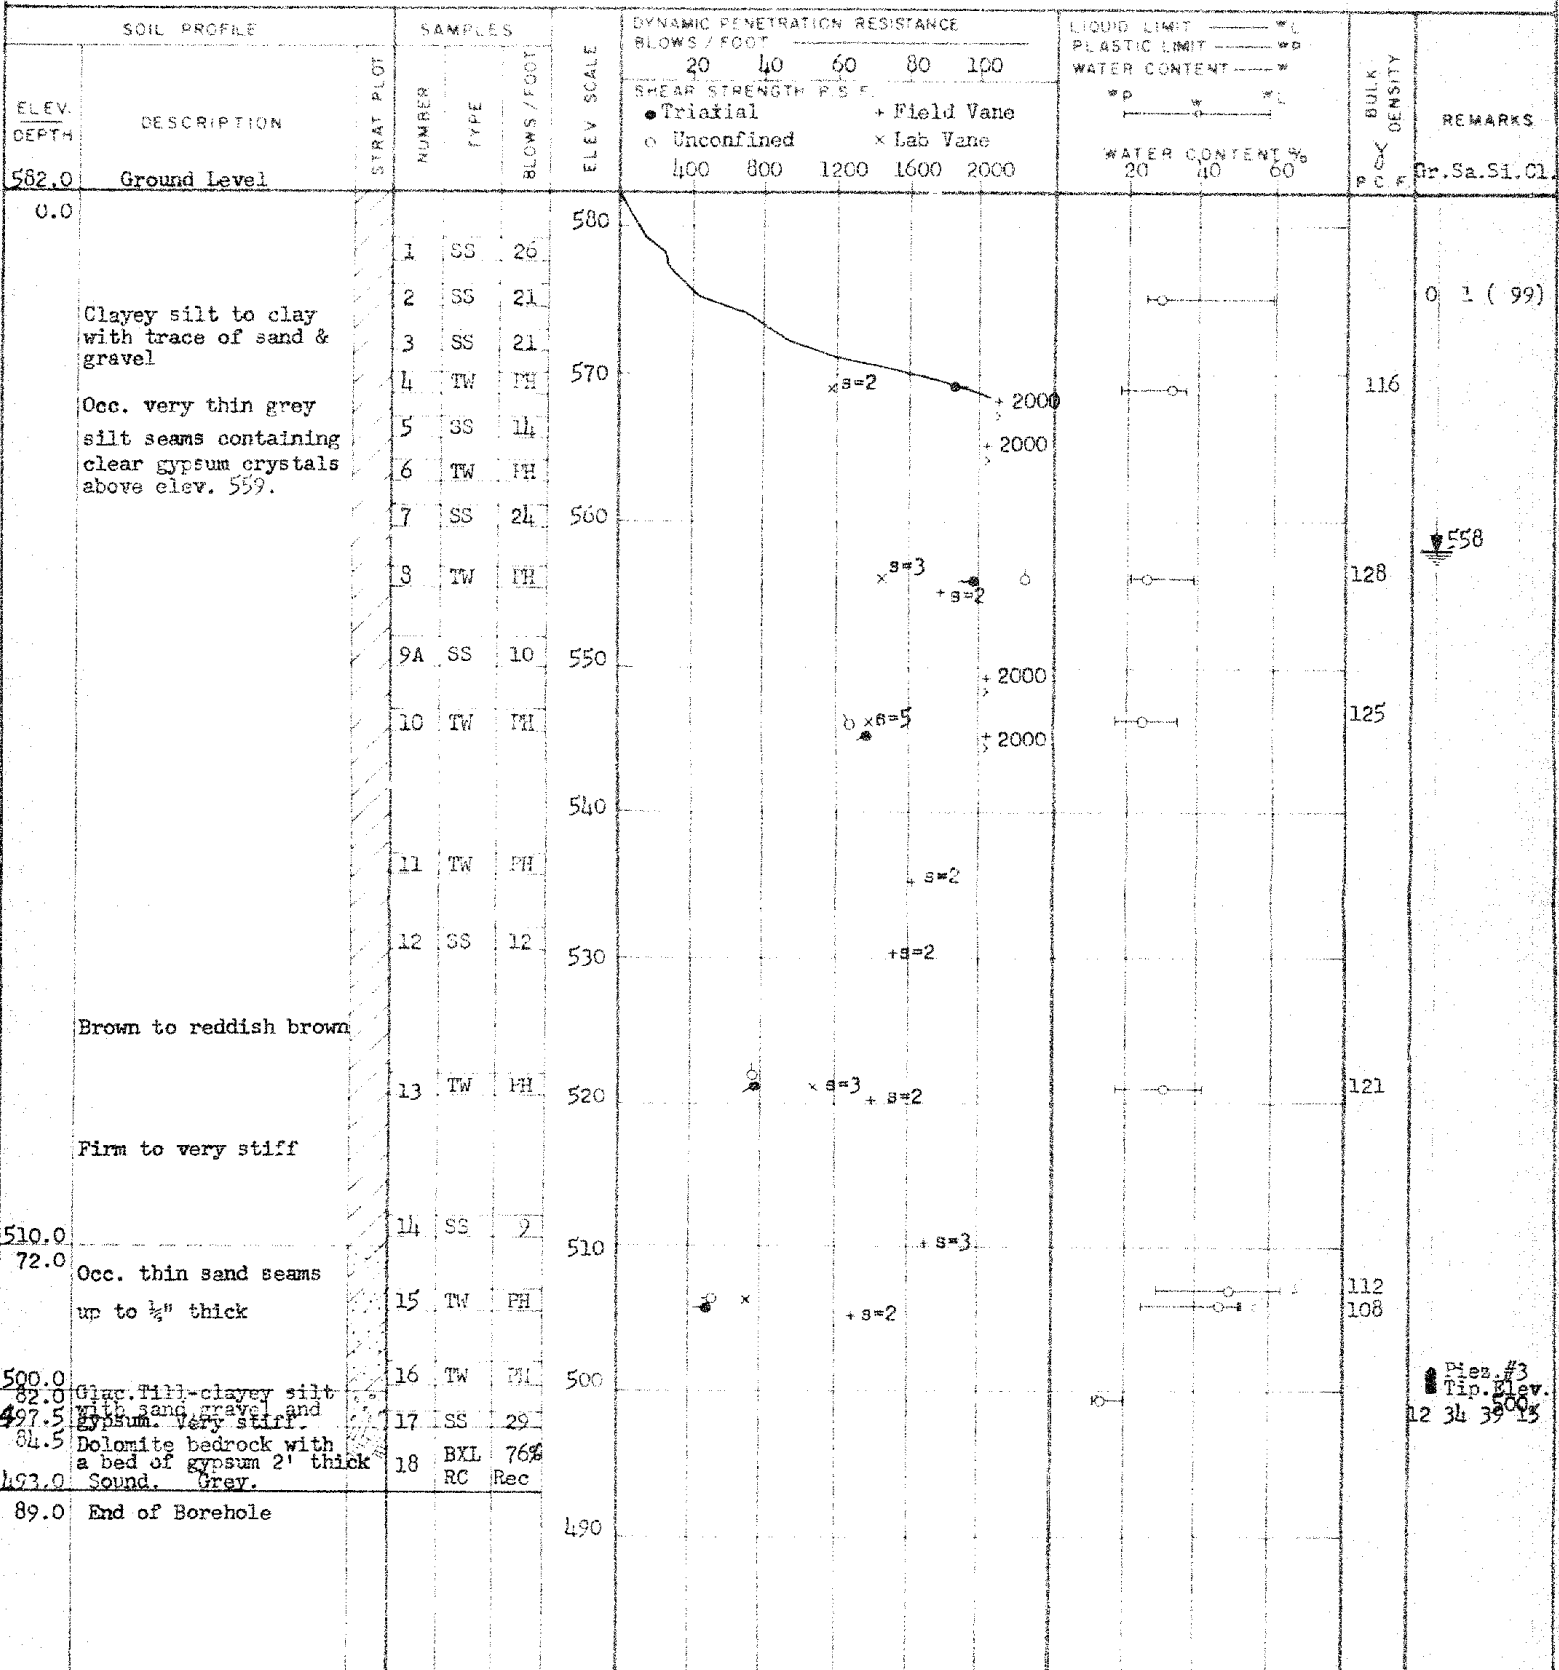 SOIL PROFILE
SAMPLES
ELEV SCALE
DYNAMIC PENETRATION RESISTANCE
BLOWS / FOOT
20 40 60 80 100
SHEAR STRENGTH P.S.F.
● Triaxial + Field Vane
○ Unconfined × Lab Vane
400 800 1200 1600 2000
LIQUID LIMIT ——— WL
PLASTIC LIMIT ——— WP
WATER CONTENT ——— W
WP W WL
WATER CONTENT %
20 40 60
BULK DENSITY
γ
P.C.F.
REMARKS
Gr.Sa.Si.Cl.
ELEV.
DEPTH
DESCRIPTION
STRAT PLOT
NUMBER
TYPE
BLOWS / FOOT
582.0 Ground Level
0.0
580
1 SS 26
2 SS 21
0 1 ( 99)
Clayey silt to clay
with trace of sand &
gravel
3 SS 21
4 TW PH
570
s=2
116
+ 2000
Occ. very thin grey
silt seams containing
clear gypsum crystals
above elev. 559.
5 SS 14
+ 2000
6 TW PH
7 SS 24
560
558
8 TW PH
s=3
+ s=2
128
9A SS 10
550
+ 2000
10 TW PH
s=5
+ 2000
125
540
11 TW PH
+ s=2
12 SS 12
530
+s=2
Brown to reddish brown
13 TW PH
520
× s=3
+ s=2
121
Firm to very stiff
14 SS 9
510.0
72.0
510
+ s=3
Occ. thin sand seams
up to ¼" thick
15 TW PH
+ s=2
112
108
16 TW PH
500
500.0
82.0
Glac.Till-clayey silt
with sand gravel and
gypsum. Very stiff.
Piez.#3
Tip.Elev.
500
12 34 39 15
497.5
17 SS 29
84.5
Dolomite bedrock with
a bed of gypsum 2' thick
Sound. Grey.
18 BXL 76%
RC Rec
493.0
89.0 End of Borehole
490